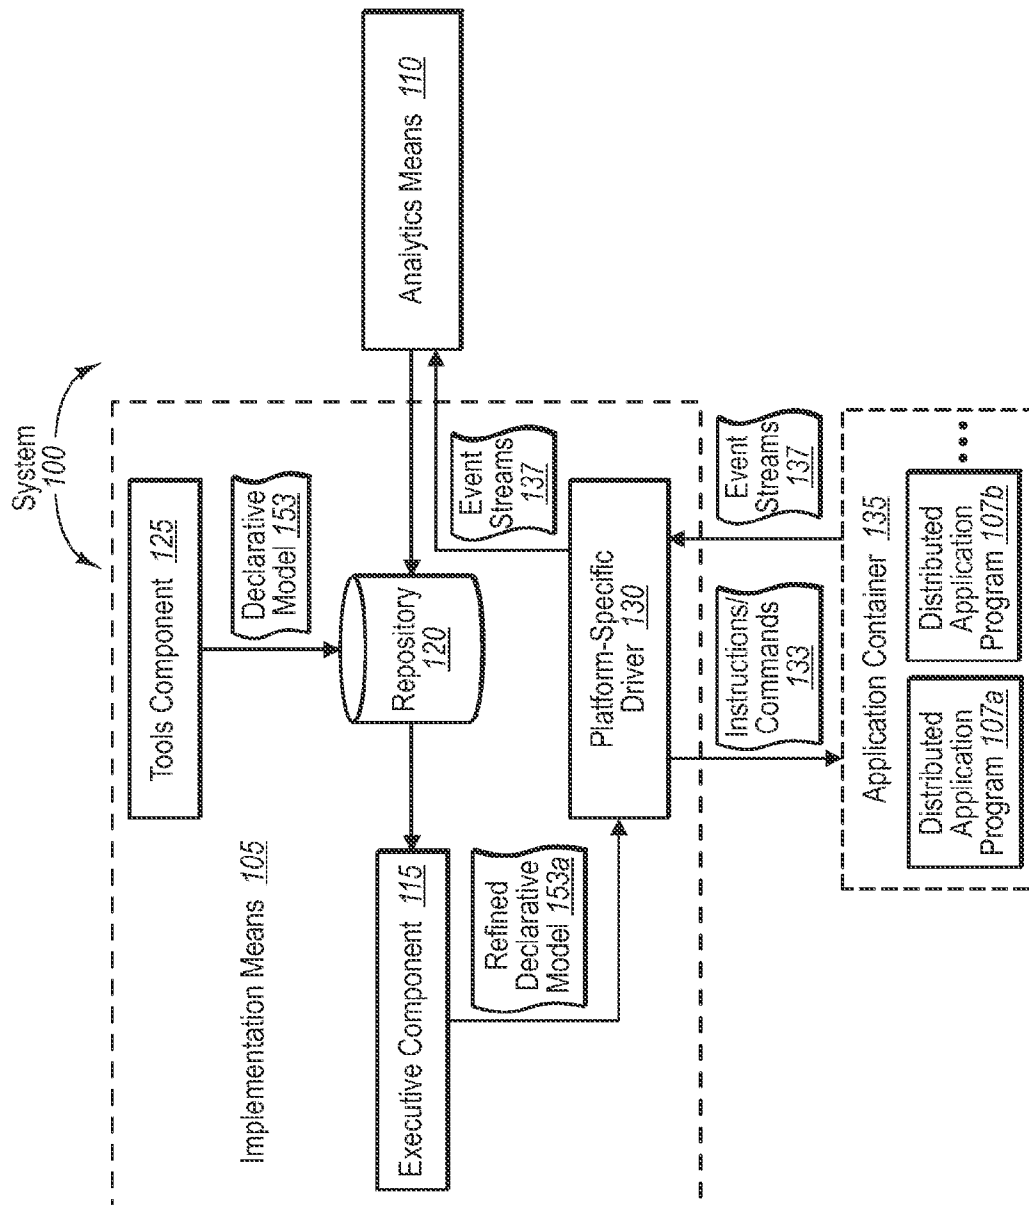 System
100
Implementation Means 105
Tools Component 125
Declarative
Model 153
Executive Component 115
Repository
120
Analytics Means 110
Refined
Declarative
Model 153a
Event
Streams
137
Platform-Specific
Driver 130
Instructions/
Commands
133
Event
Streams
137
Application Container 135
Distributed
Application
Program 107a
Distributed
Application
Program 107b